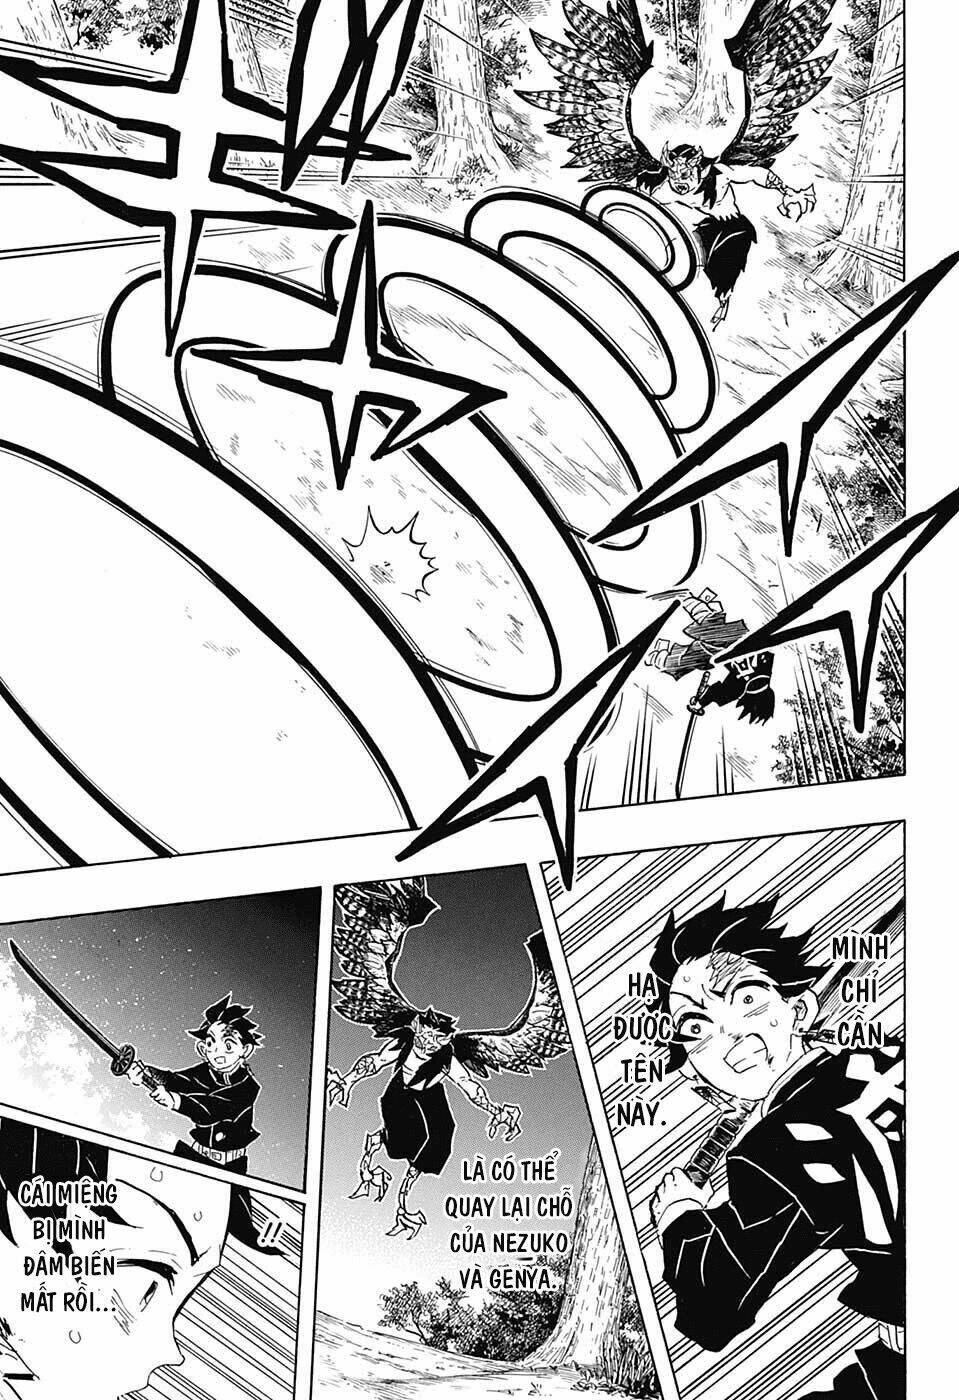 MÌNH
CHỈ
CẦN
HẠ
ĐƯỢC
TÊN
NÀY.
LÀ CÓ THỂ
QUAY LẠI CHỖ
CỦA NEZUKO
VÀ GENYA.
!!
CÁI MIỆNG
BỊ MÌNH
ĐÂM BIẾN
MẤT RỒI...